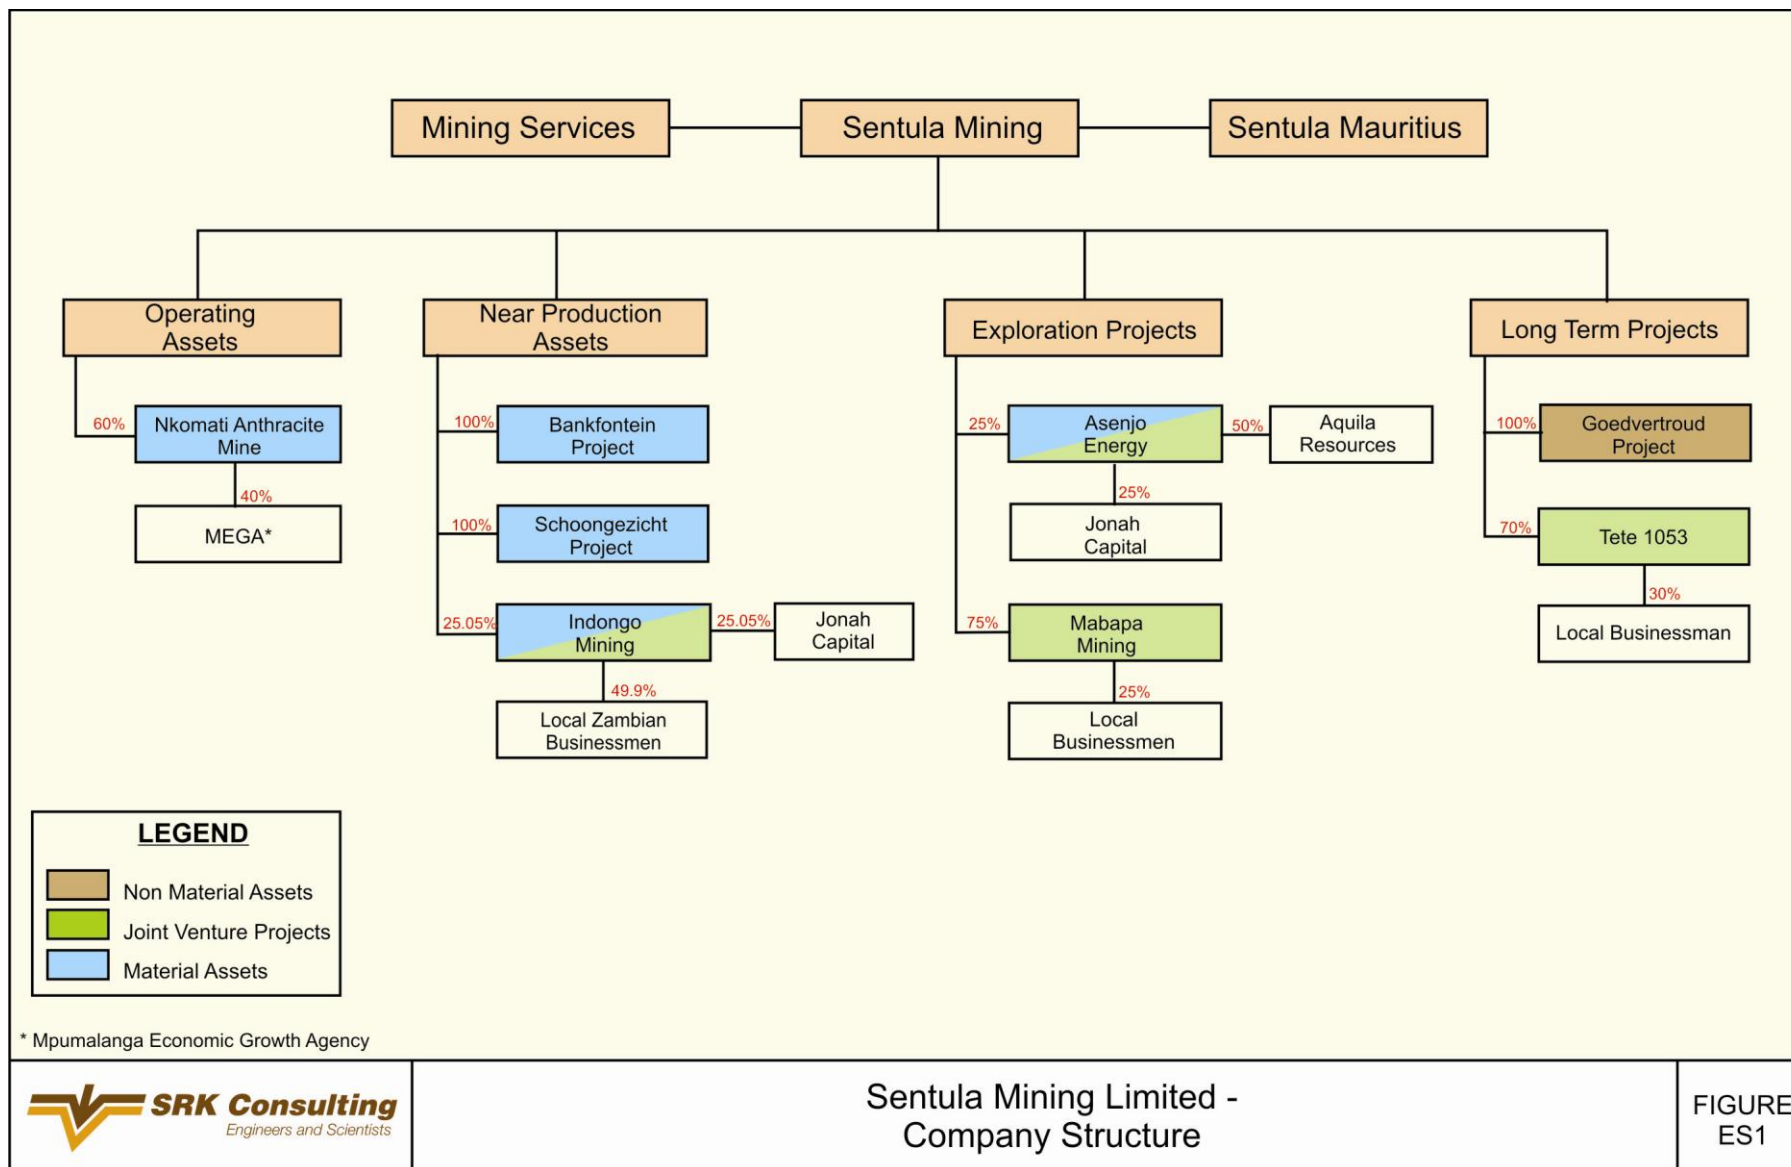 Mining Services
Sentula Mining
Sentula Mauritius
Operating
Assets
Near Production
Assets
Exploration Projects
Long Term Projects
60%
Nkomati Anthracite
Mine
40%
MEGA*
100%
Bankfontein
Project
100%
Schoongezicht
Project
25.05%
Indongo
Mining
25.05%
Jonah
Capital
49.9%
Local Zambian
Businessmen
25%
Asenjo
Energy
50%
Aquila
Resources
25%
Jonah
Capital
75%
Mabapa
Mining
25%
Local
Businessmen
100%
Goedvertroud
Project
70%
Tete 1053
30%
Local Businessman
LEGEND
Non Material Assets
Joint Venture Projects
Material Assets
* Mpumalanga Economic Growth Agency
SRK Consulting
Engineers and Scientists
Sentula Mining Limited -
Company Structure
FIGURE
ES1